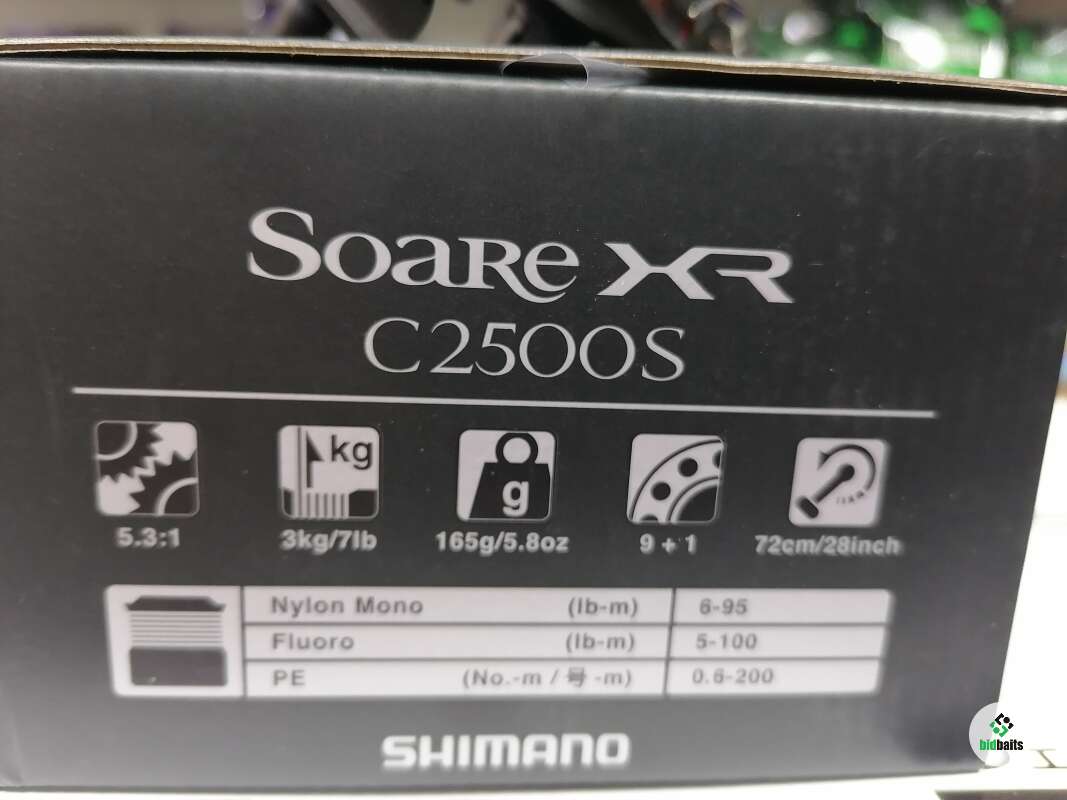 SOARE XR
C2500S
kg
g
5.3:1
3kg/7lb
165g/5.8oz
9 + 1
72cm/28inch
Nylon Mono (lb-m) 6-95
Fluoro (lb-m) 5-100
PE (No.-m / 号 -m) 0.6-200
SHIMANO
bidbaits